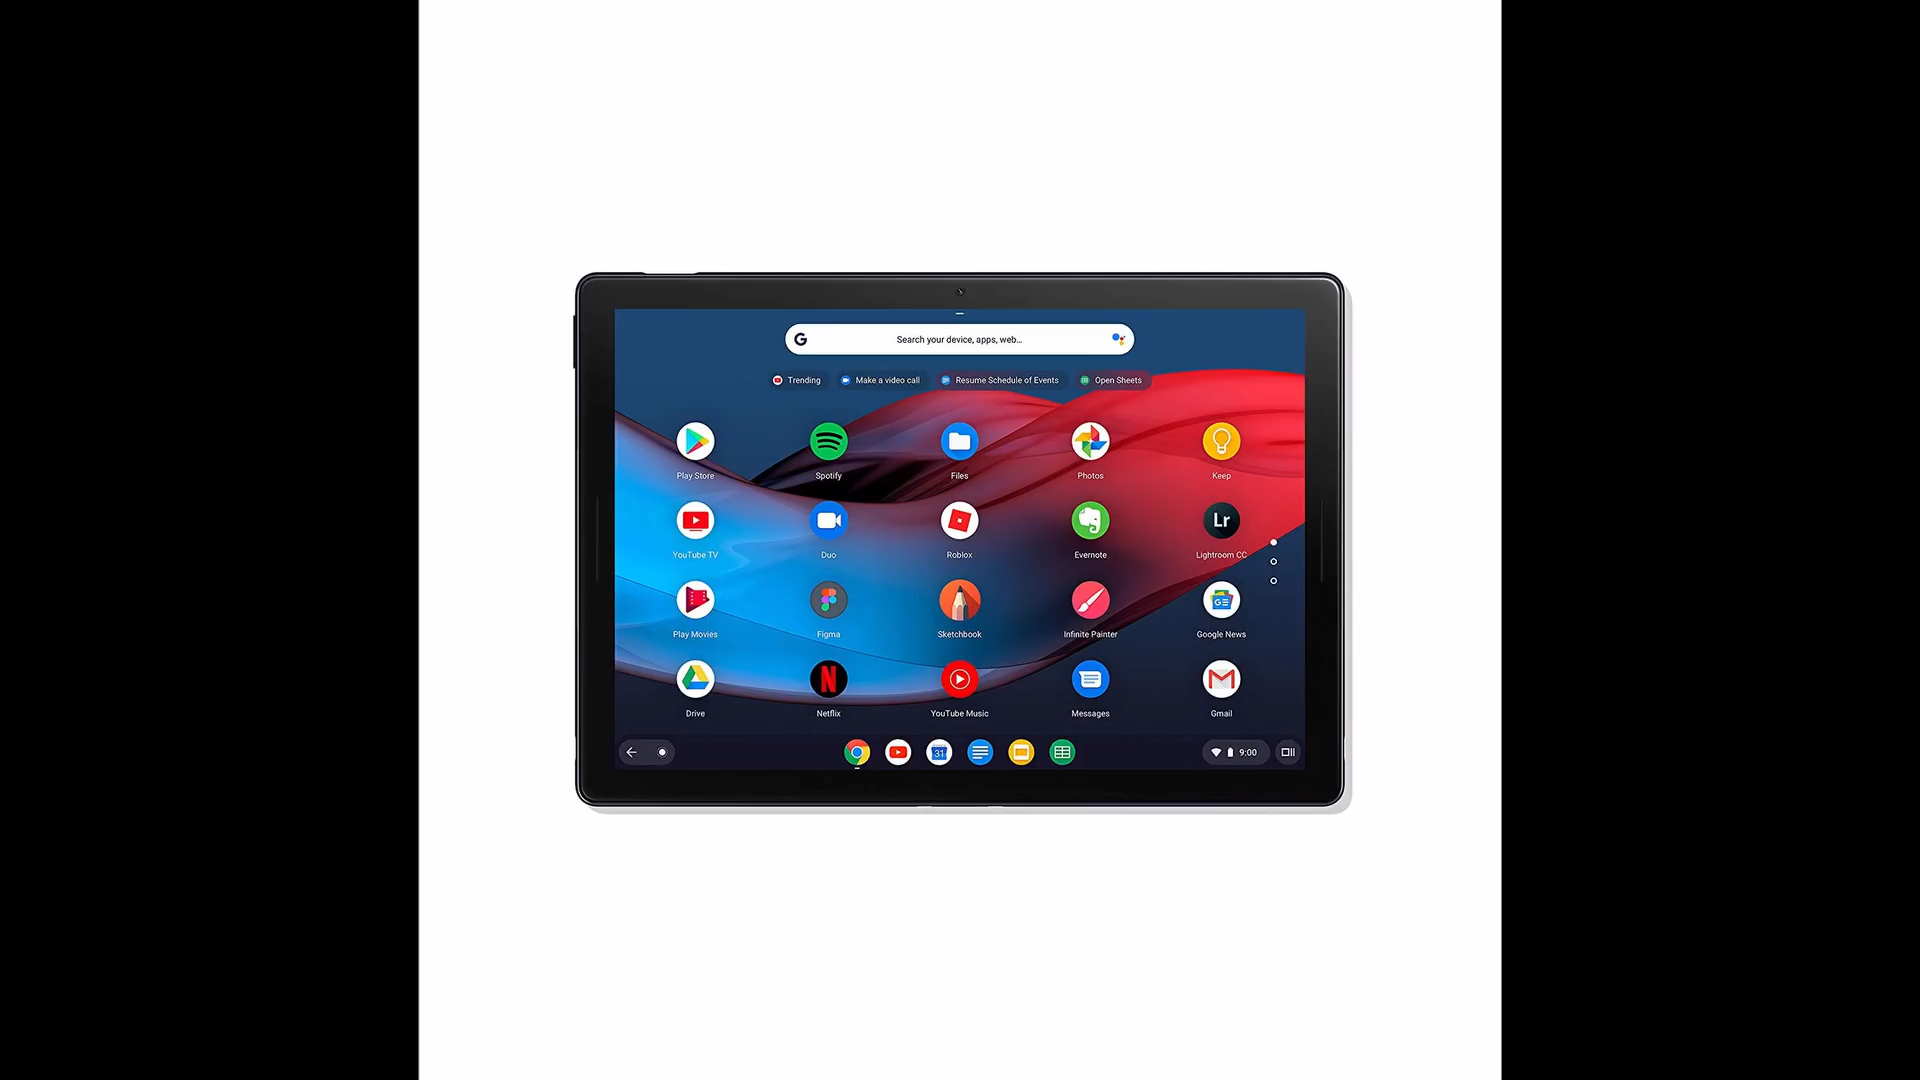 G Search your device, apps, web...
Trending Make a video call Resume Schedule of Events Open Sheets
Play Store Spotify Files Photos Keep
Lr
YouTube TV Duo Roblox Evernote Lightroom CC
GE
Play Movies Figma Sketchbook Infinite Painter Google News
N M
Drive Netflix YouTube Music Messages Gmail
31 9:00